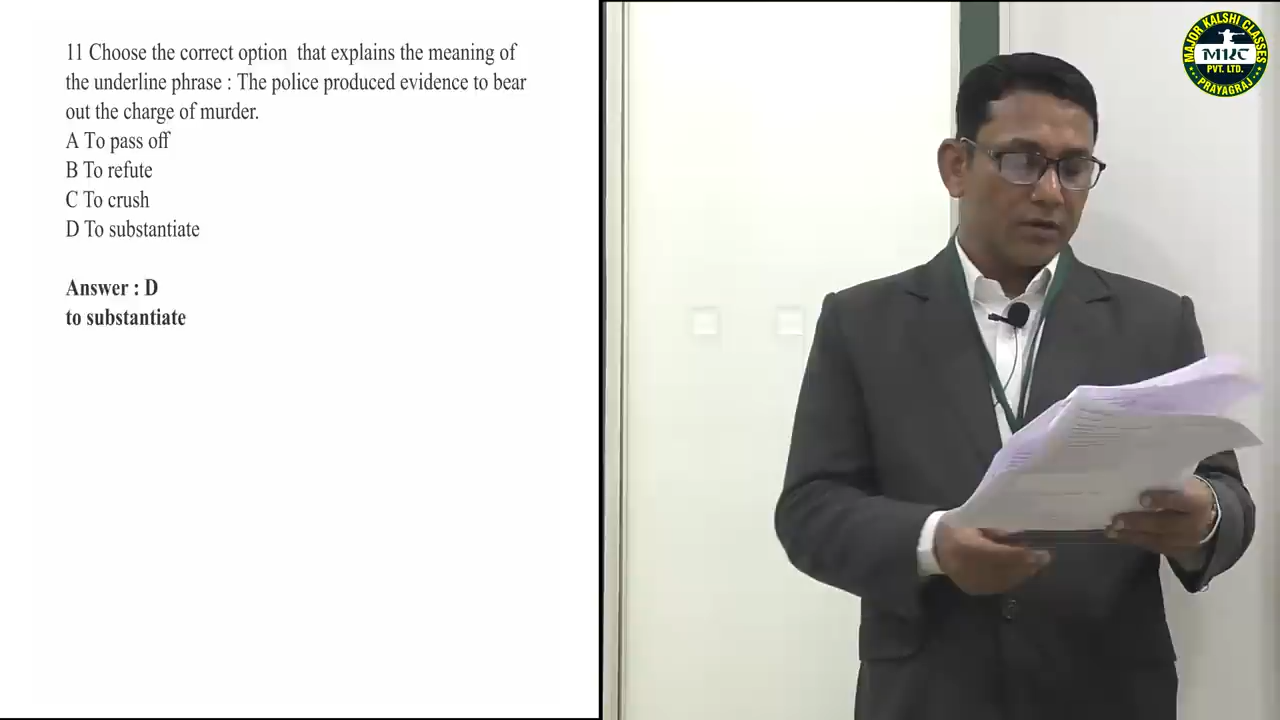 11 Choose the correct option  that explains the meaning of
the underline phrase : The police produced evidence to bear
out the charge of murder.
A To pass off
B To refute
C To crush
D To substantiate
Answer : D
to substantiate
MAJOR KALSHI CLASSES
MKC
PVT. LTD.
PRAYAGRAJ